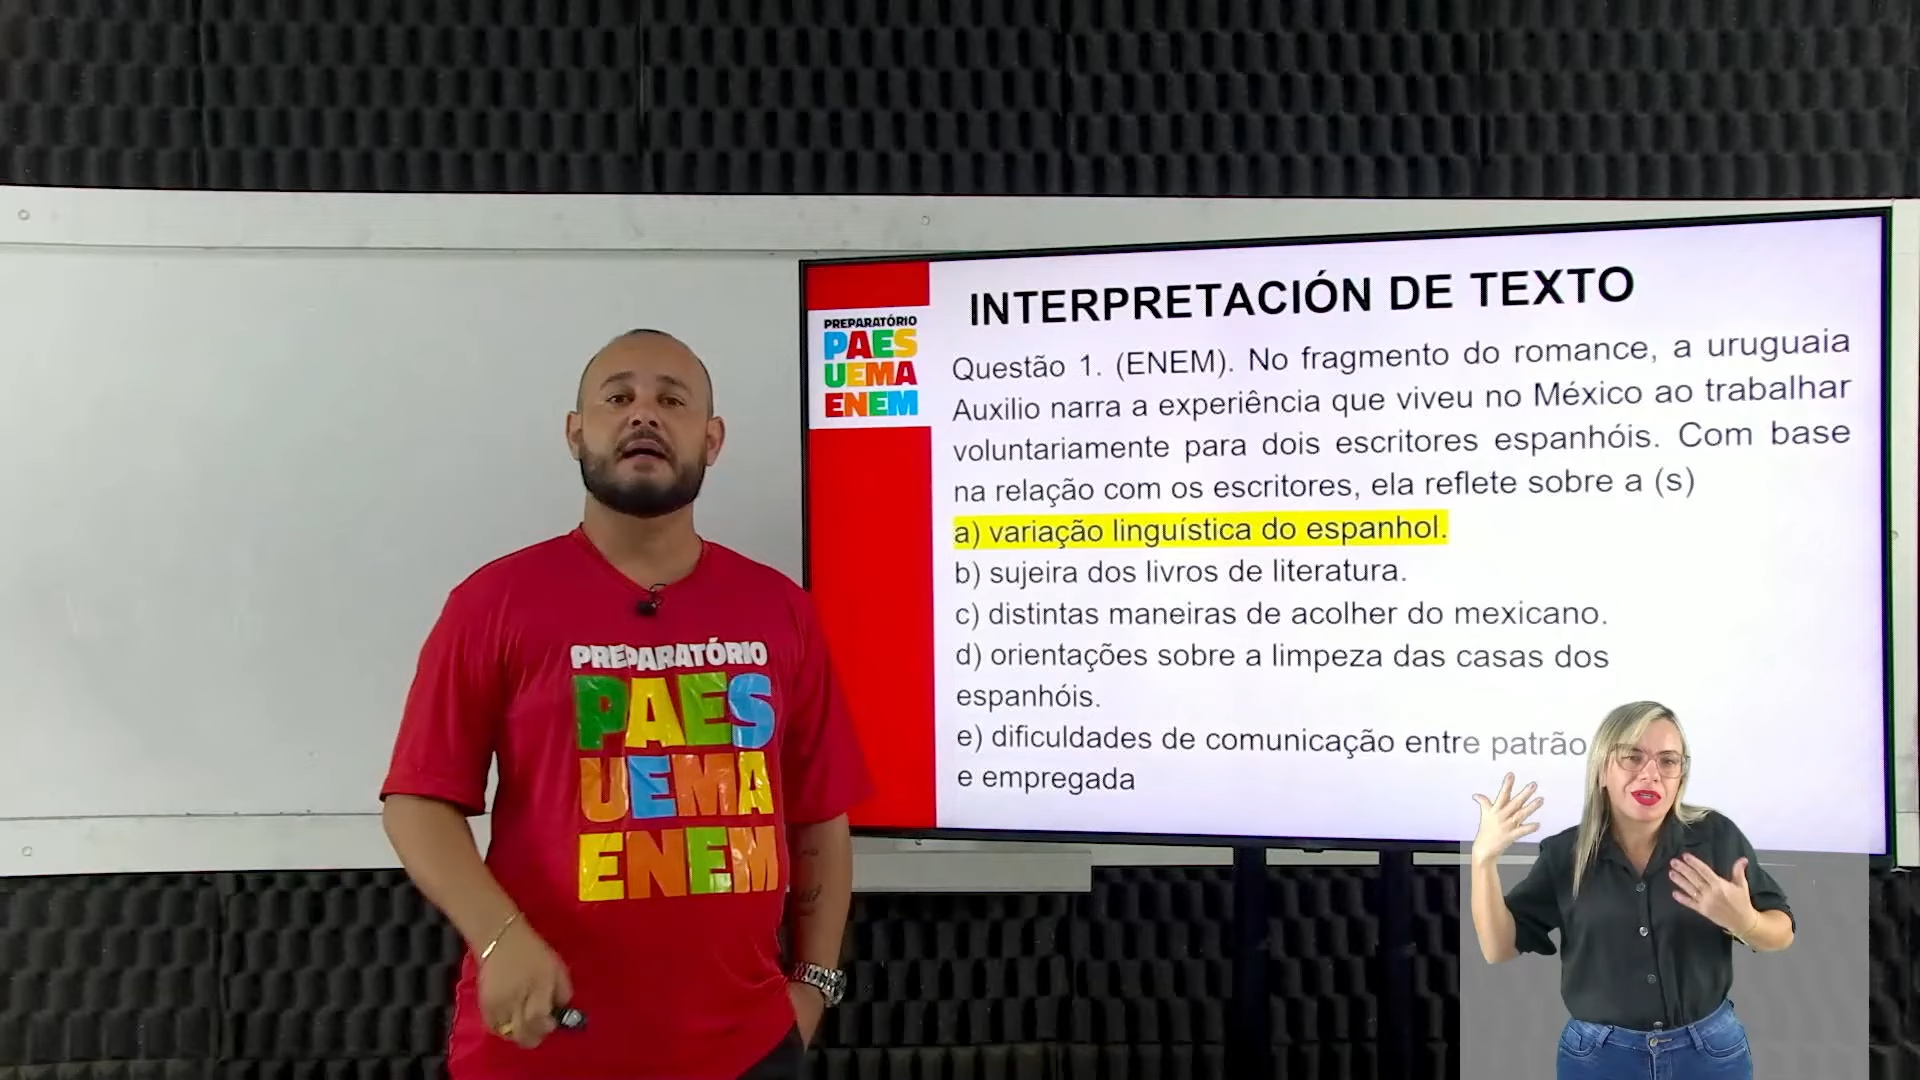 INTERPRETACIÓN DE TEXTO
PREPARATÓRIO
PAES
UEMA
ENEM
Questão 1. (ENEM). No fragmento do romance, a uruguaia
Auxilio narra a experiência que viveu no México ao trabalhar
voluntariamente para dois escritores espanhóis. Com base
na relação com os escritores, ela reflete sobre a (s)
a) variação linguística do espanhol.
b) sujeira dos livros de literatura.
c) distintas maneiras de acolher do mexicano.
d) orientações sobre a limpeza das casas dos
espanhóis.
e) dificuldades de comunicação entre patrão
e empregada
PREPARATÓRIO
PAES
UEMA
ENEM